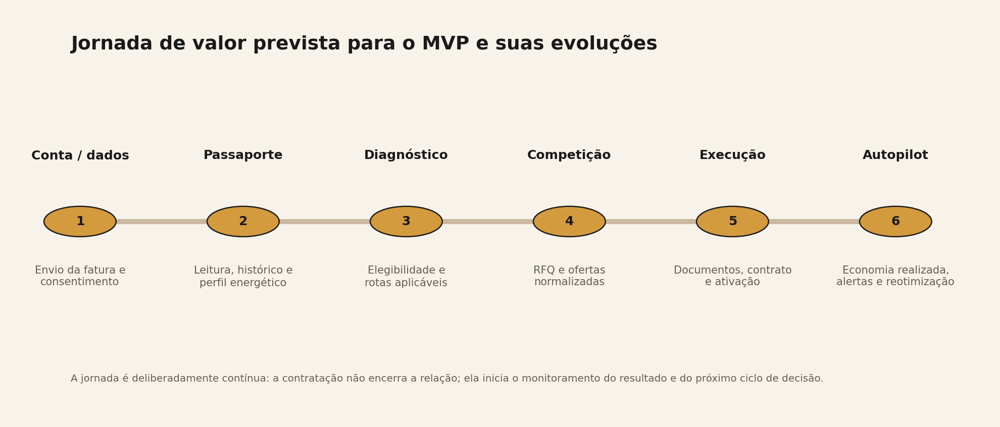 Jornada de valor prevista para o MVP e suas evoluções
Conta / dados
Passaporte
Diagnóstico
Competição
Execução
Autopilot
1
2
3
4
5
6
Envio da fatura e
consentimento
Leitura, histórico e
perfil energético
Elegibilidade e
rotas aplicáveis
RFQ e ofertas
normalizadas
Documentos, contrato
e ativação
Economia realizada,
alertas e reotimização
A jornada é deliberadamente contínua: a contratação não encerra a relação; ela inicia o monitoramento do resultado e do próximo ciclo de decisão.